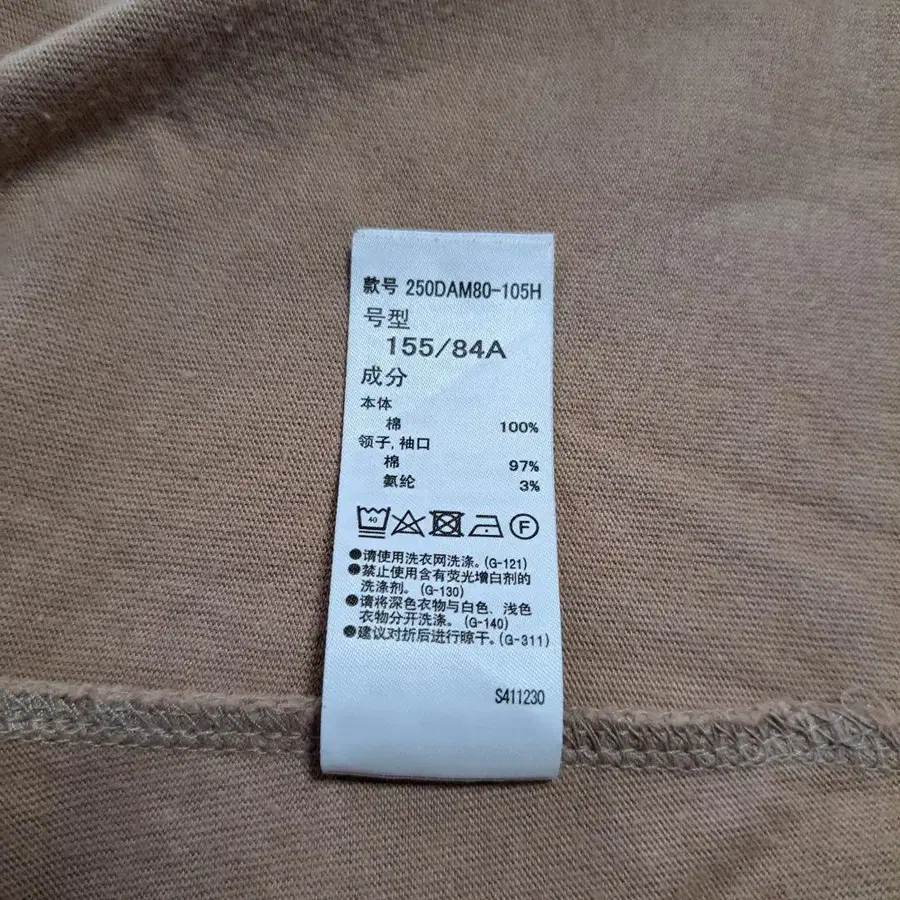 款号 250DAM80-105H
号型
155/84A
成分
本体
棉 100%
领子,袖口
棉 97%
氨纶 3%
40 F
●请使用洗衣网洗涤。(G-121)
●禁止使用含有荧光增白剂的
洗涤剂。(G-130)
●请将深色衣物与白色、浅色
衣物分开洗涤。(G-140)
●建议对折后进行晾干。(G-311)
S411230